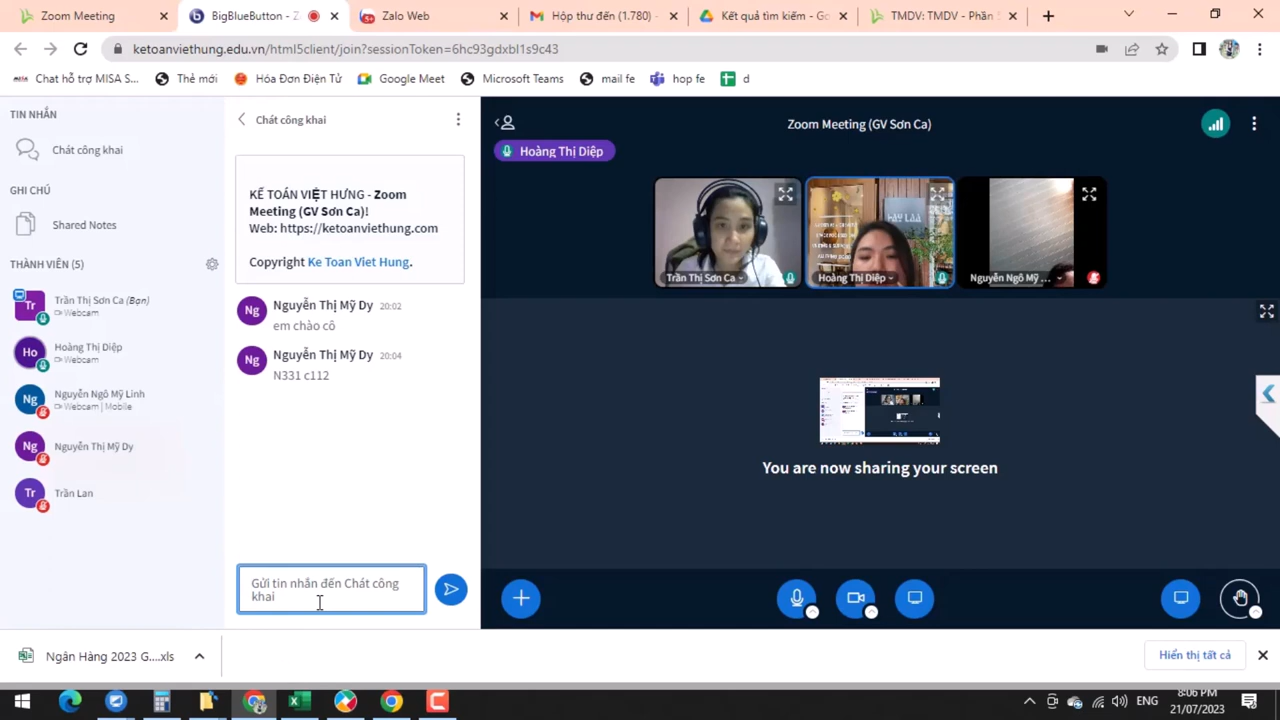 Zoom Meeting
BigBlueButton - Z
Zalo Web
Hộp thư đến (1.780) -
Kết quả tìm kiếm - Go
TMDV: TMDV - Phần
ketoanviethung.edu.vn/html5client/join?sessionToken=6hc93gdxbl1s9c43
Chat hỗ trợ MISA S...
Thẻ mới
Hóa Đơn Điện Tử
Google Meet
Microsoft Teams
mail fe
hop fe
d
TIN NHẮN
Chát công khai
GHI CHÚ
Shared Notes
THÀNH VIÊN (5)
Tr
Trần Thị Sơn Ca (Bạn)
Webcam
Ho
Hoàng Thị Diệp
Webcam
Ng
Nguyễn Ngô Mỹ Linh
Webcam | Mobile
Ng
Nguyễn Thị Mỹ Dy
Tr
Trần Lan
Chát công khai
KẾ TOÁN VIỆT HƯNG - Zoom
Meeting (GV Sơn Ca)!
Web: https://ketoanviethung.com
Copyright Ke Toan Viet Hung.
Ng
Nguyễn Thị Mỹ Dy 20:02
em chào cô
Ng
Nguyễn Thị Mỹ Dy 20:04
N331 c112
Gửi tin nhắn đến Chát công
khai
Zoom Meeting (GV Sơn Ca)
Hoàng Thị Diệp
Trần Thị Sơn Ca
Hoàng Thị Diệp
Nguyễn Ngô Mỹ ...
You are now sharing your screen
Ngân Hàng 2023 G....xls
Hiển thị tất cả
ENG
8:06 PM
21/07/2023